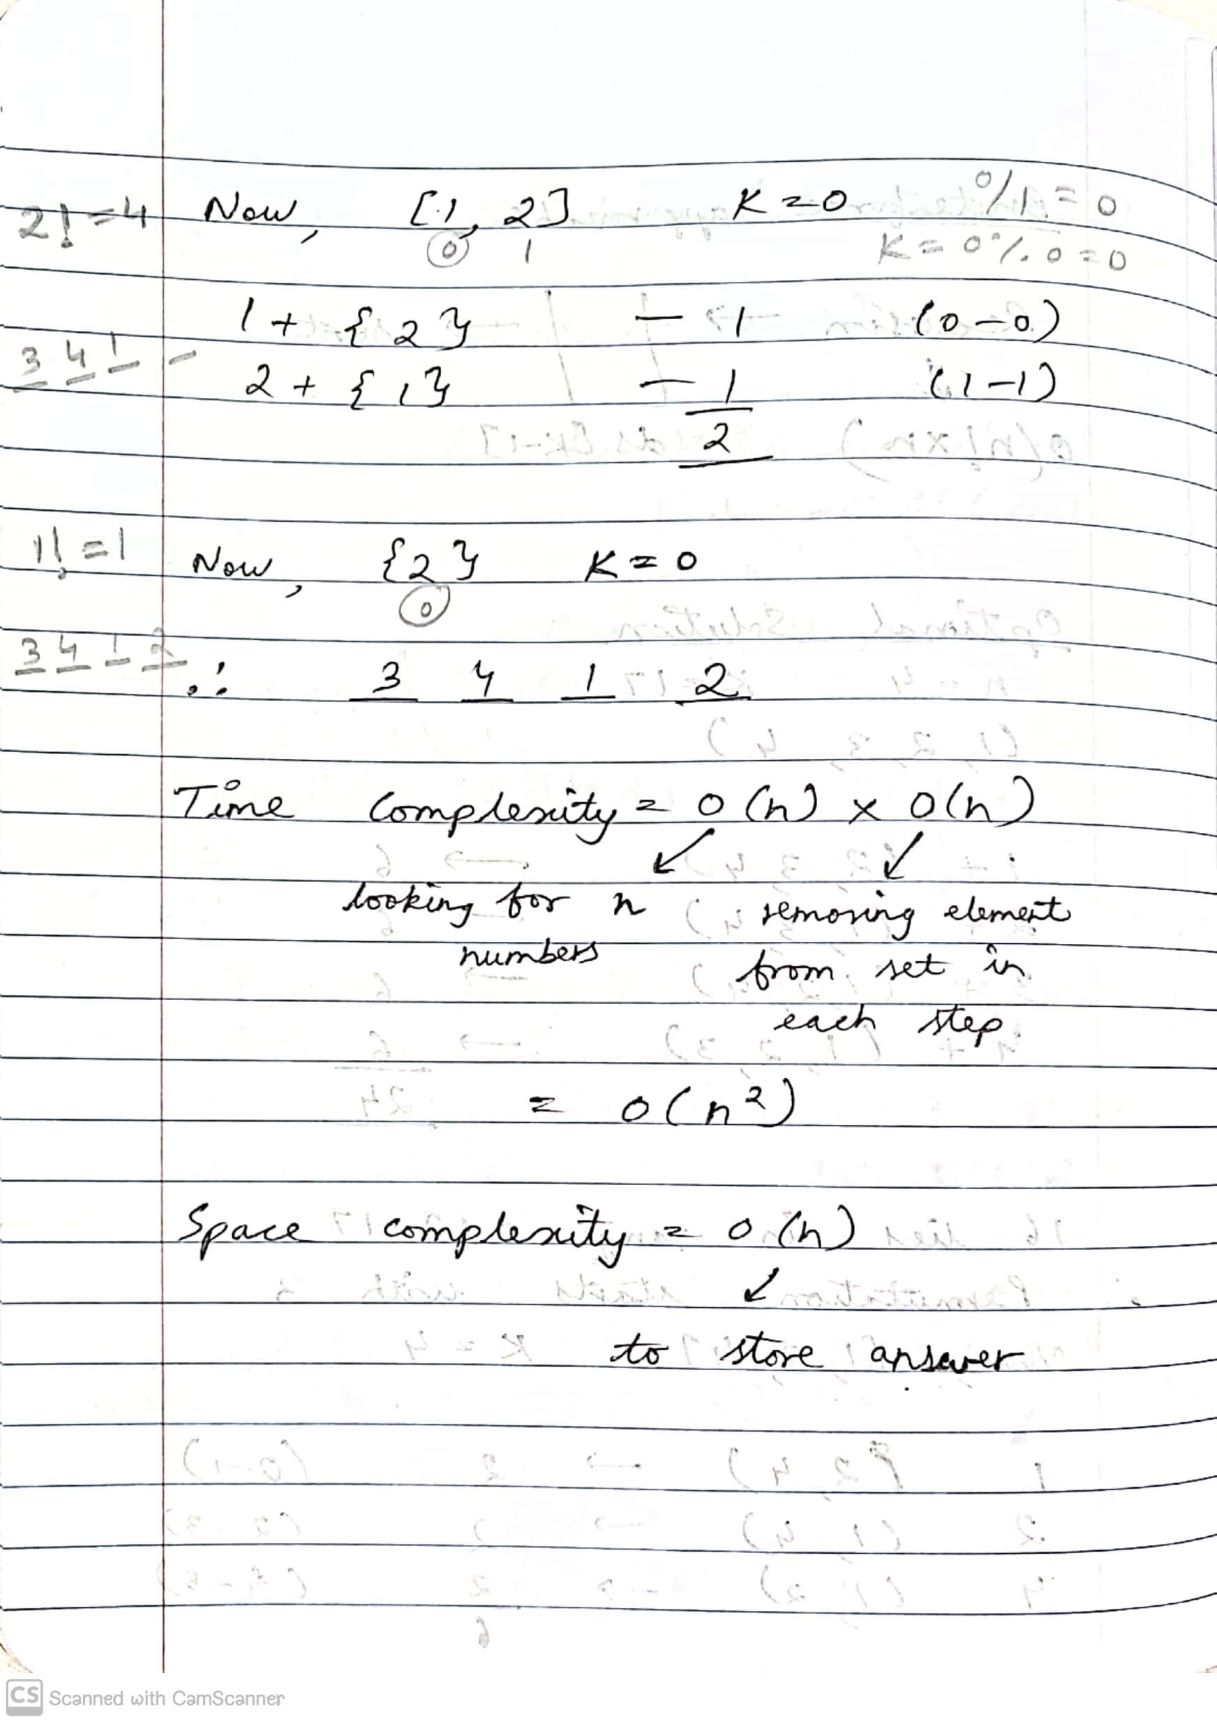 2! = 4 Now, [1, 2] K = 0 0/1 = 0
0 1 K = 0 % 0 = 0
1 + {2} — 1 (0-0)
3 4 1 _
2 + {1} — 1 (1-1)
2
1! = 1 Now, {2} K = 0
0
3 4 1 2
∴ 3 4 1 2
Time Complexity = O(n) x O(n)
looking for n removing element
numbers from set in
each step
= O(n²)
Space complexity = O(n)
to store answer
CS Scanned with CamScanner